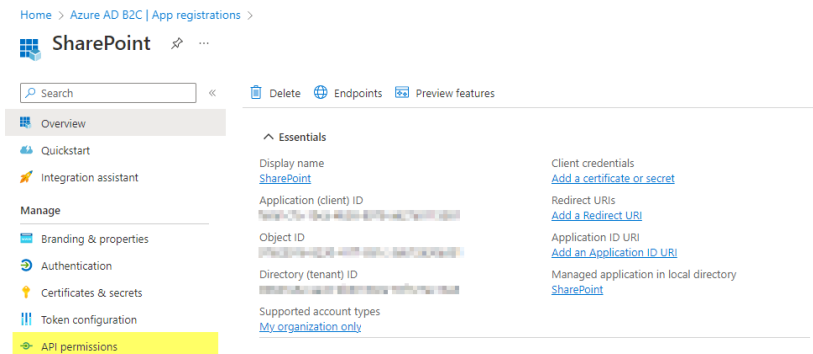 Home > Azure AD B2C | App registrations >
SharePoint ...
Search «
Overview
Quickstart
Integration assistant
Manage
Branding & properties
Authentication
Certificates & secrets
Token configuration
API permissions
Delete Endpoints Preview features
Essentials
Display name
SharePoint
Application (client) ID
Object ID
Directory (tenant) ID
Supported account types
My organization only
Client credentials
Add a certificate or secret
Redirect URIs
Add a Redirect URI
Application ID URI
Add an Application ID URI
Managed application in local directory
SharePoint